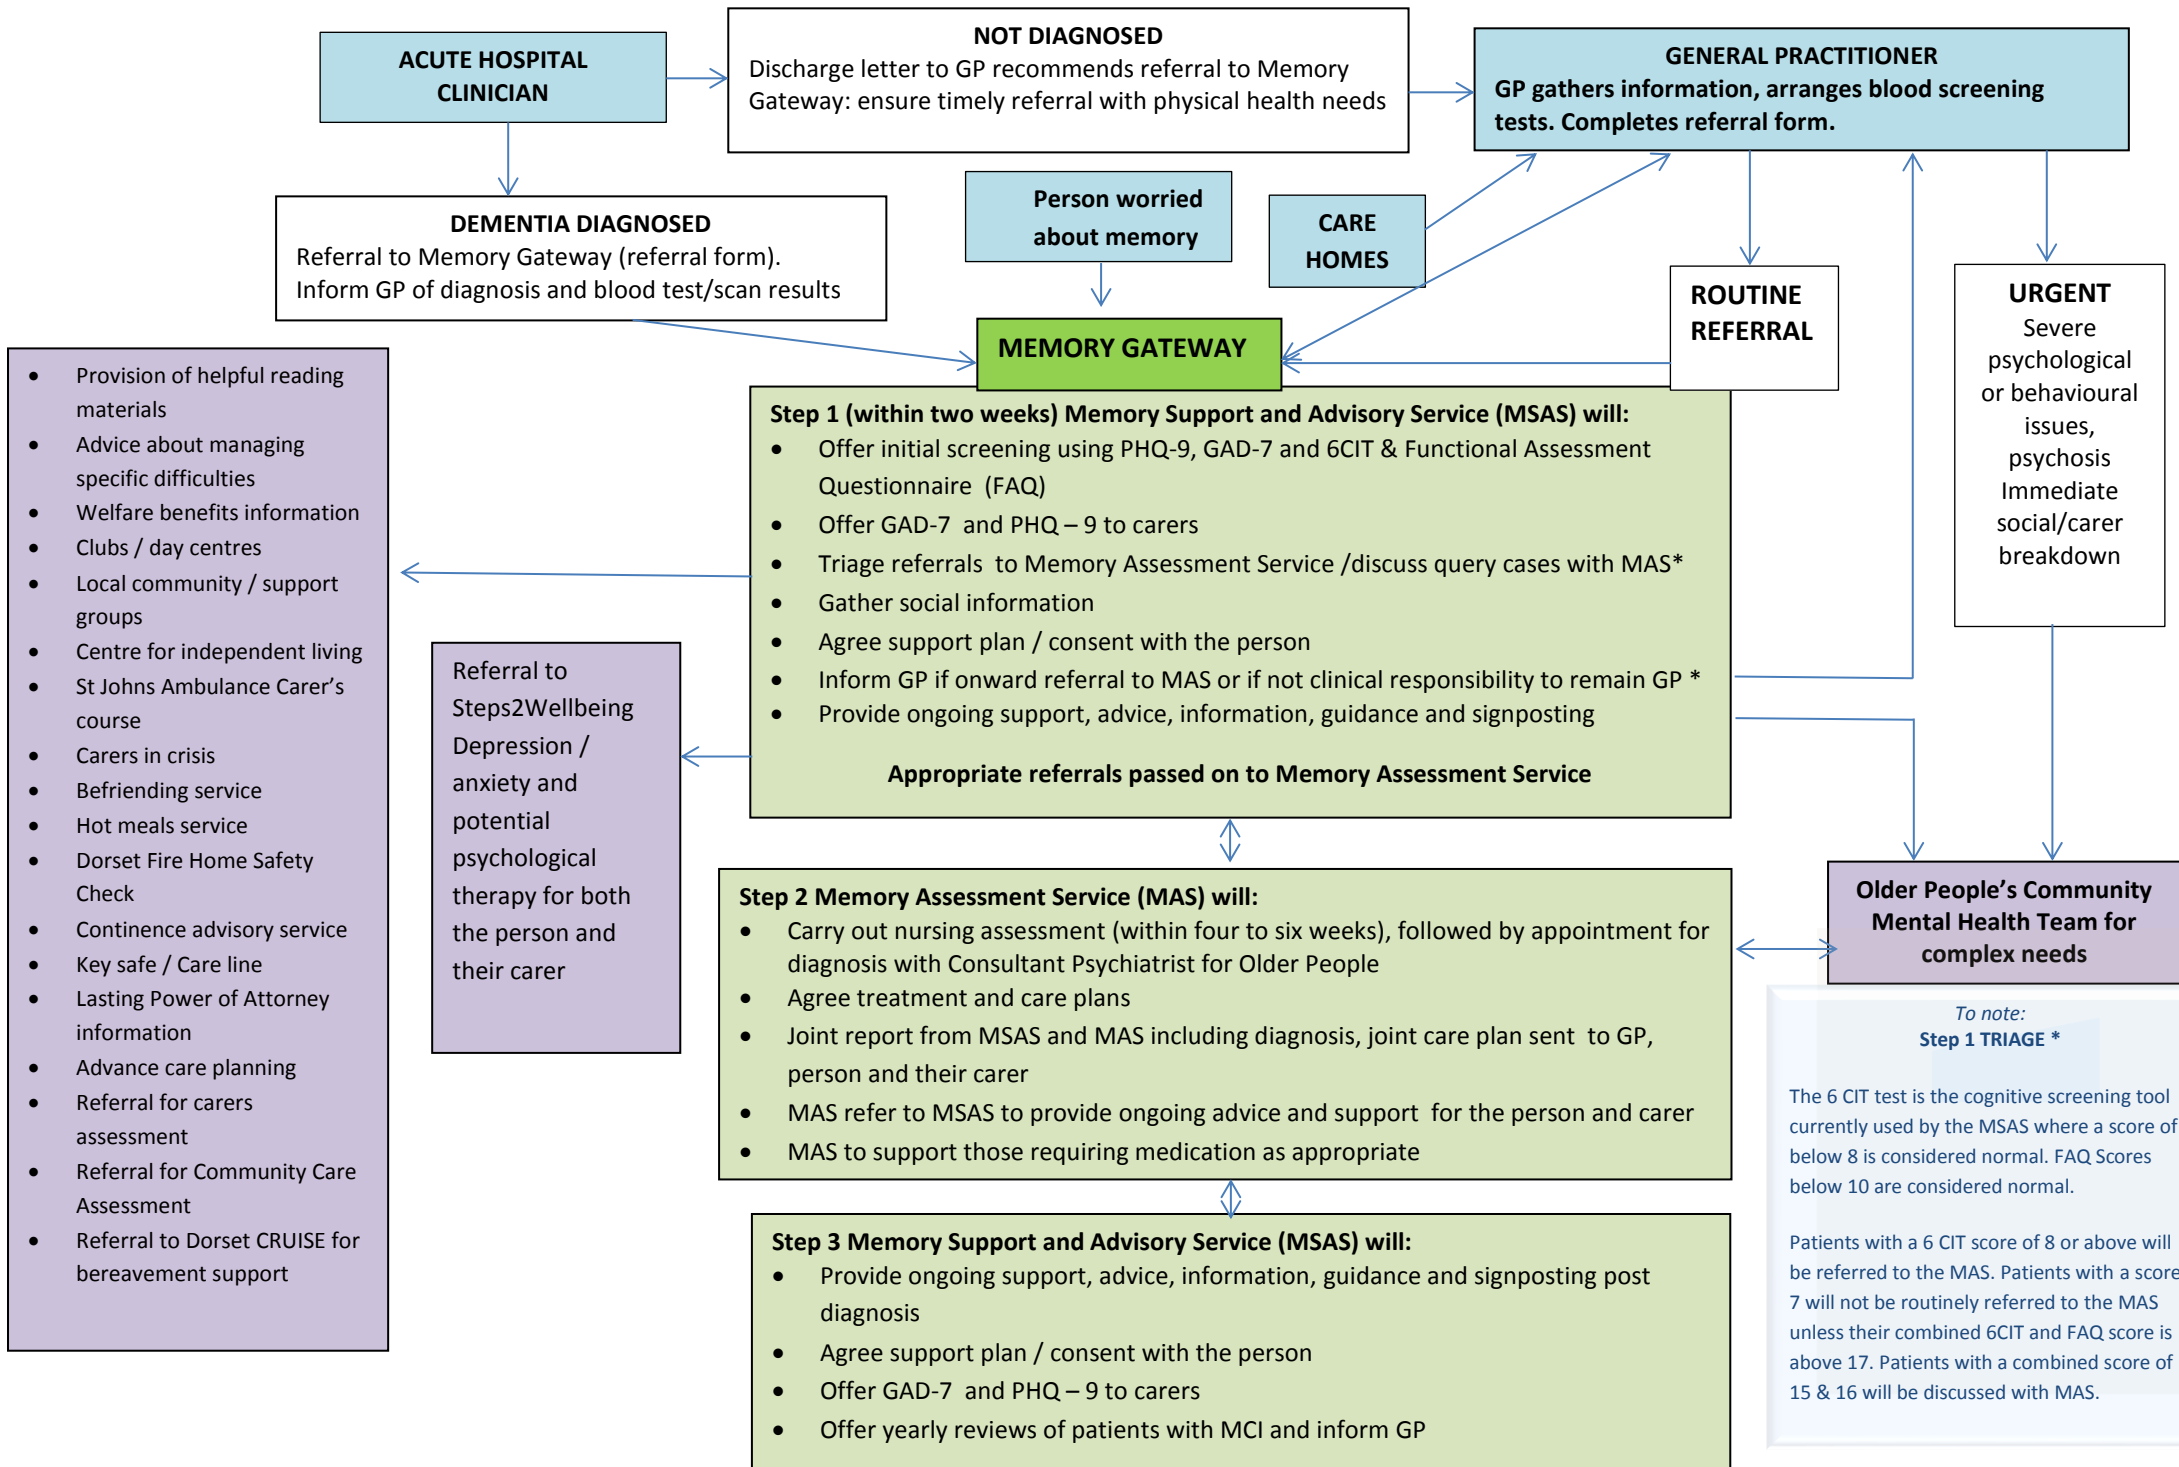 ACUTE HOSPITAL
CLINICIAN
NOT DIAGNOSED
Discharge letter to GP recommends referral to Memory
Gateway: ensure timely referral with physical health needs
GENERAL PRACTITIONER
GP gathers information, arranges blood screening
tests. Completes referral form.
DEMENTIA DIAGNOSED
Referral to Memory Gateway (referral form).
Inform GP of diagnosis and blood test/scan results
Person worried
about memory
CARE
HOMES
ROUTINE
REFERRAL
URGENT
Severe
psychological
or behavioural
issues,
psychosis
Immediate
social/carer
breakdown
MEMORY GATEWAY
• Provision of helpful reading
materials
• Advice about managing
specific difficulties
• Welfare benefits information
• Clubs / day centres
• Local community / support
groups
• Centre for independent living
• St Johns Ambulance Carer’s
course
• Carers in crisis
• Befriending service
• Hot meals service
• Dorset Fire Home Safety
Check
• Continence advisory service
• Key safe / Care line
• Lasting Power of Attorney
information
• Advance care planning
• Referral for carers
assessment
• Referral for Community Care
Assessment
• Referral to Dorset CRUISE for
bereavement support
Referral to
Steps2Wellbeing
Depression /
anxiety and
potential
psychological
therapy for both
the person and
their carer
Step 1 (within two weeks) Memory Support and Advisory Service (MSAS) will:
• Offer initial screening using PHQ-9, GAD-7 and 6CIT & Functional Assessment
Questionnaire (FAQ)
• Offer GAD-7 and PHQ – 9 to carers
• Triage referrals to Memory Assessment Service /discuss query cases with MAS*
• Gather social information
• Agree support plan / consent with the person
• Inform GP if onward referral to MAS or if not clinical responsibility to remain GP *
• Provide ongoing support, advice, information, guidance and signposting
Appropriate referrals passed on to Memory Assessment Service
Step 2 Memory Assessment Service (MAS) will:
• Carry out nursing assessment (within four to six weeks), followed by appointment for
diagnosis with Consultant Psychiatrist for Older People
• Agree treatment and care plans
• Joint report from MSAS and MAS including diagnosis, joint care plan sent to GP,
person and their carer
• MAS refer to MSAS to provide ongoing advice and support for the person and carer
• MAS to support those requiring medication as appropriate
Step 3 Memory Support and Advisory Service (MSAS) will:
• Provide ongoing support, advice, information, guidance and signposting post
diagnosis
• Agree support plan / consent with the person
• Offer GAD-7 and PHQ – 9 to carers
• Offer yearly reviews of patients with MCI and inform GP
Older People’s Community
Mental Health Team for
complex needs
To note:
Step 1 TRIAGE *
The 6 CIT test is the cognitive screening tool
currently used by the MSAS where a score of
below 8 is considered normal. FAQ Scores
below 10 are considered normal.
Patients with a 6 CIT score of 8 or above will
be referred to the MAS. Patients with a score
7 will not be routinely referred to the MAS
unless their combined 6CIT and FAQ score is
above 17. Patients with a combined score of
15 & 16 will be discussed with MAS.